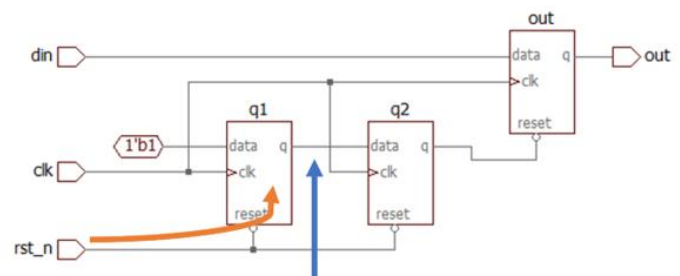 out
din
data q
out
clk
q1
q2
reset
1'b1
data q
data q
clk
clk
clk
reset
reset
rst_n